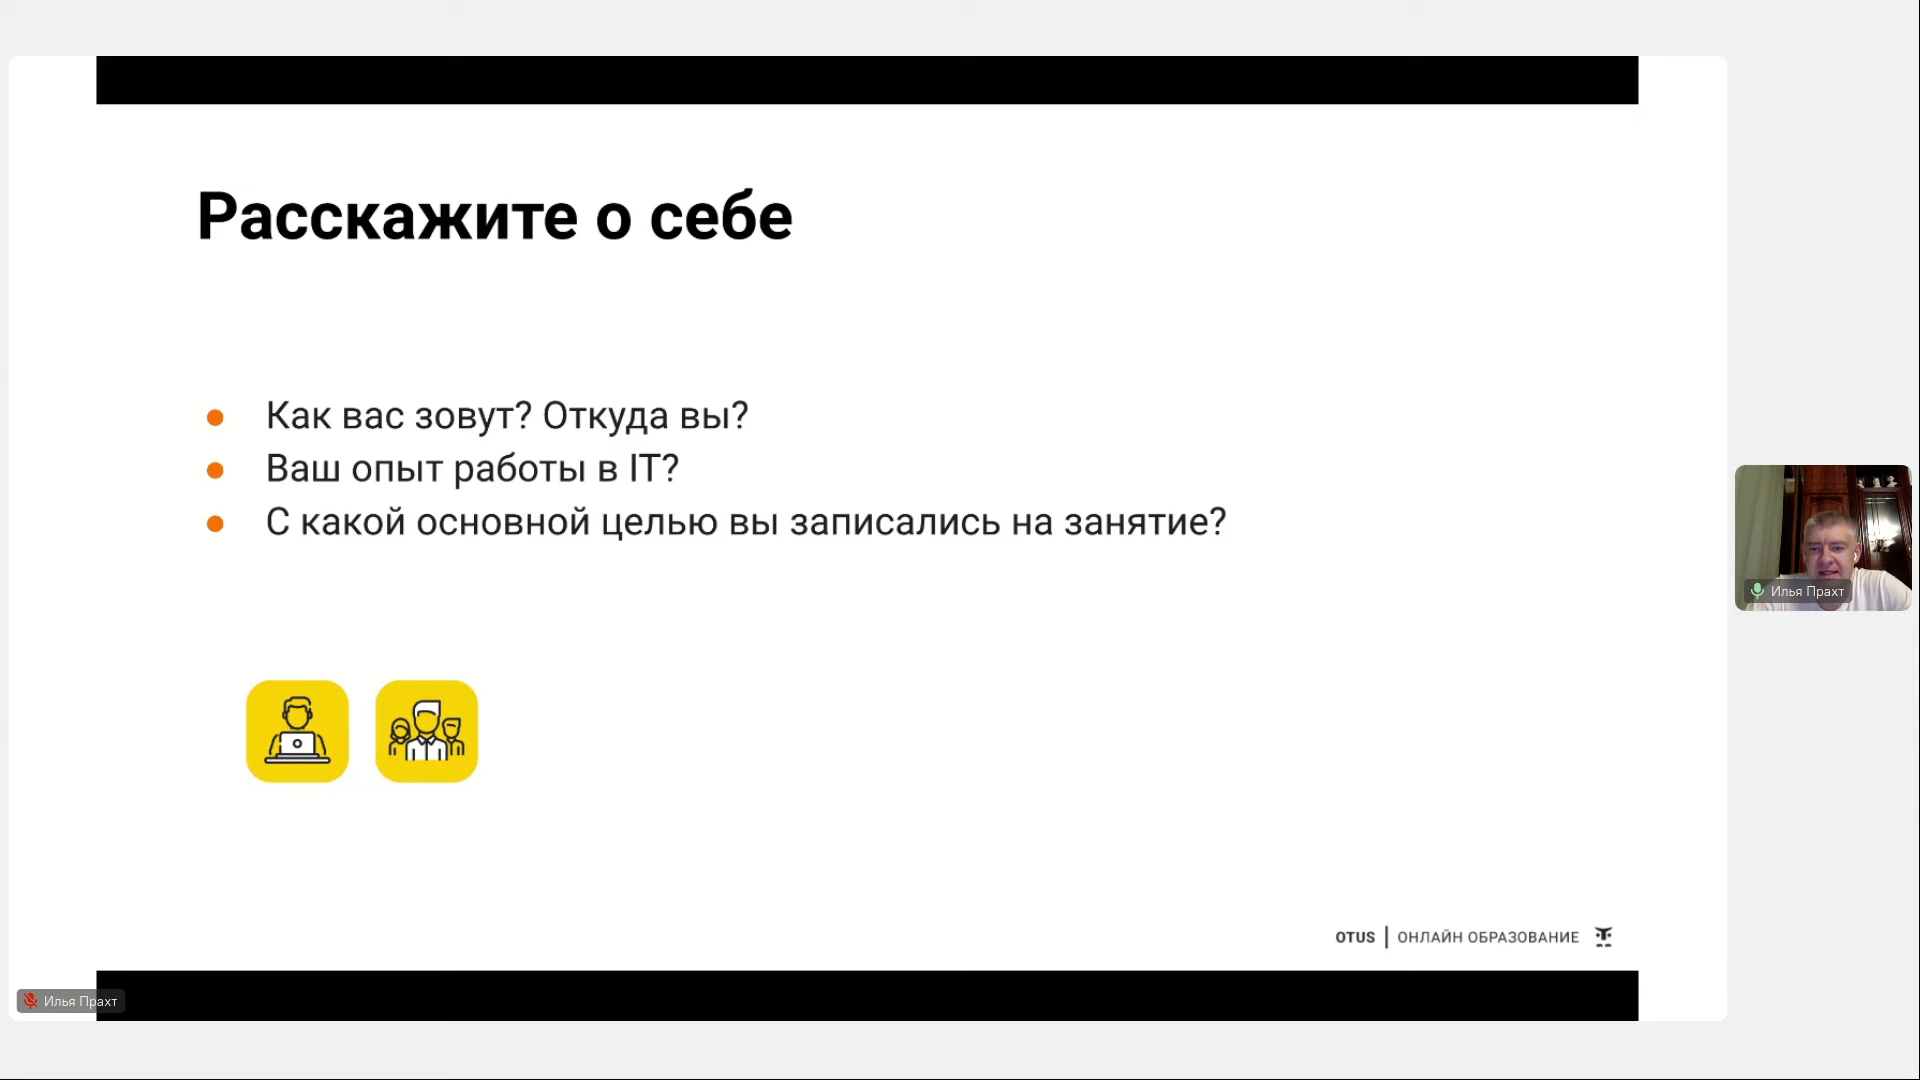 Расскажите о себе
Как вас зовут? Откуда вы?
Ваш опыт работы в IT?
С какой основной целью вы записались на занятие?
Илья Прахт
OTUS | ОНЛАЙН ОБРАЗОВАНИЕ
Илья Прахт